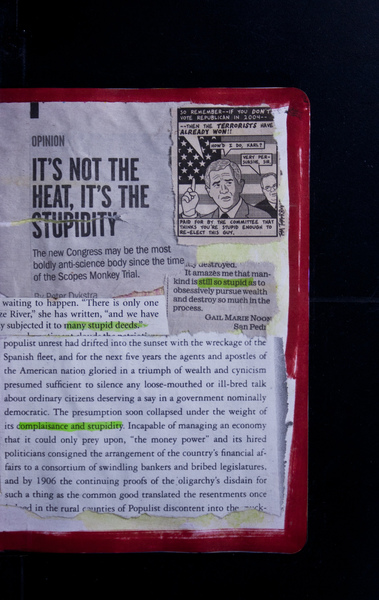 OPINION
IT'S NOT THE
HEAT, IT'S THE
STUPIDITY
The new Congress may be the most
boldly anti-science body since the time
of the Scopes Monkey Trial.
By Peter Dykstra
SO REMEMBER--IF YOU DON'T
VOTE REPUBLICAN IN 2004--
--THEN THE TERRORISTS HAVE
ALREADY WON!!
HOW'D I DO, KARL?
VERY PER-
SUASIVE, SIR.
PAID FOR BY THE COMMITTEE THAT
THINKS YOU'RE STUPID ENOUGH TO
RE-ELECT THIS GUY.
destroyed.
It amazes me that man-
kind is still so stupid as to
obsessively pursue wealth
and destroy so much in the
process.
GAIL MARIE NOON
San Pedr
waiting to happen. "There is only one
ze River," she has written, "and we have
y subjected it to many stupid deeds."
populist unrest had drifted into the sunset with the wreckage of the
Spanish fleet, and for the next five years the agents and apostles of
the American nation gloried in a triumph of wealth and cynicism
presumed sufficient to silence any loose-mouthed or ill-bred talk
about ordinary citizens deserving a say in a government nominally
democratic. The presumption soon collapsed under the weight of
its complaisance and stupidity. Incapable of managing an economy
that it could only prey upon, "the money power" and its hired
politicians consigned the arrangement of the country's financial af-
fairs to a consortium of swindling bankers and bribed legislatures,
and by 1906 the continuing proofs of the oligarchy's disdain for
such a thing as the common good translated the resentments once
in the rural counties of Populist discontent into the